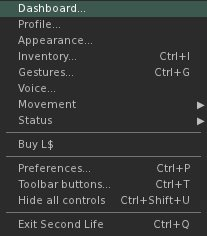 Dashboard...
Profile...
Appearance...
Inventory... Ctrl+I
Gestures... Ctrl+G
Voice...
Movement ▶
Status ▶
Buy L$
Preferences... Ctrl+P
Toolbar buttons... Ctrl+T
Hide all controls Ctrl+Shift+U
Exit Second Life Ctrl+Q